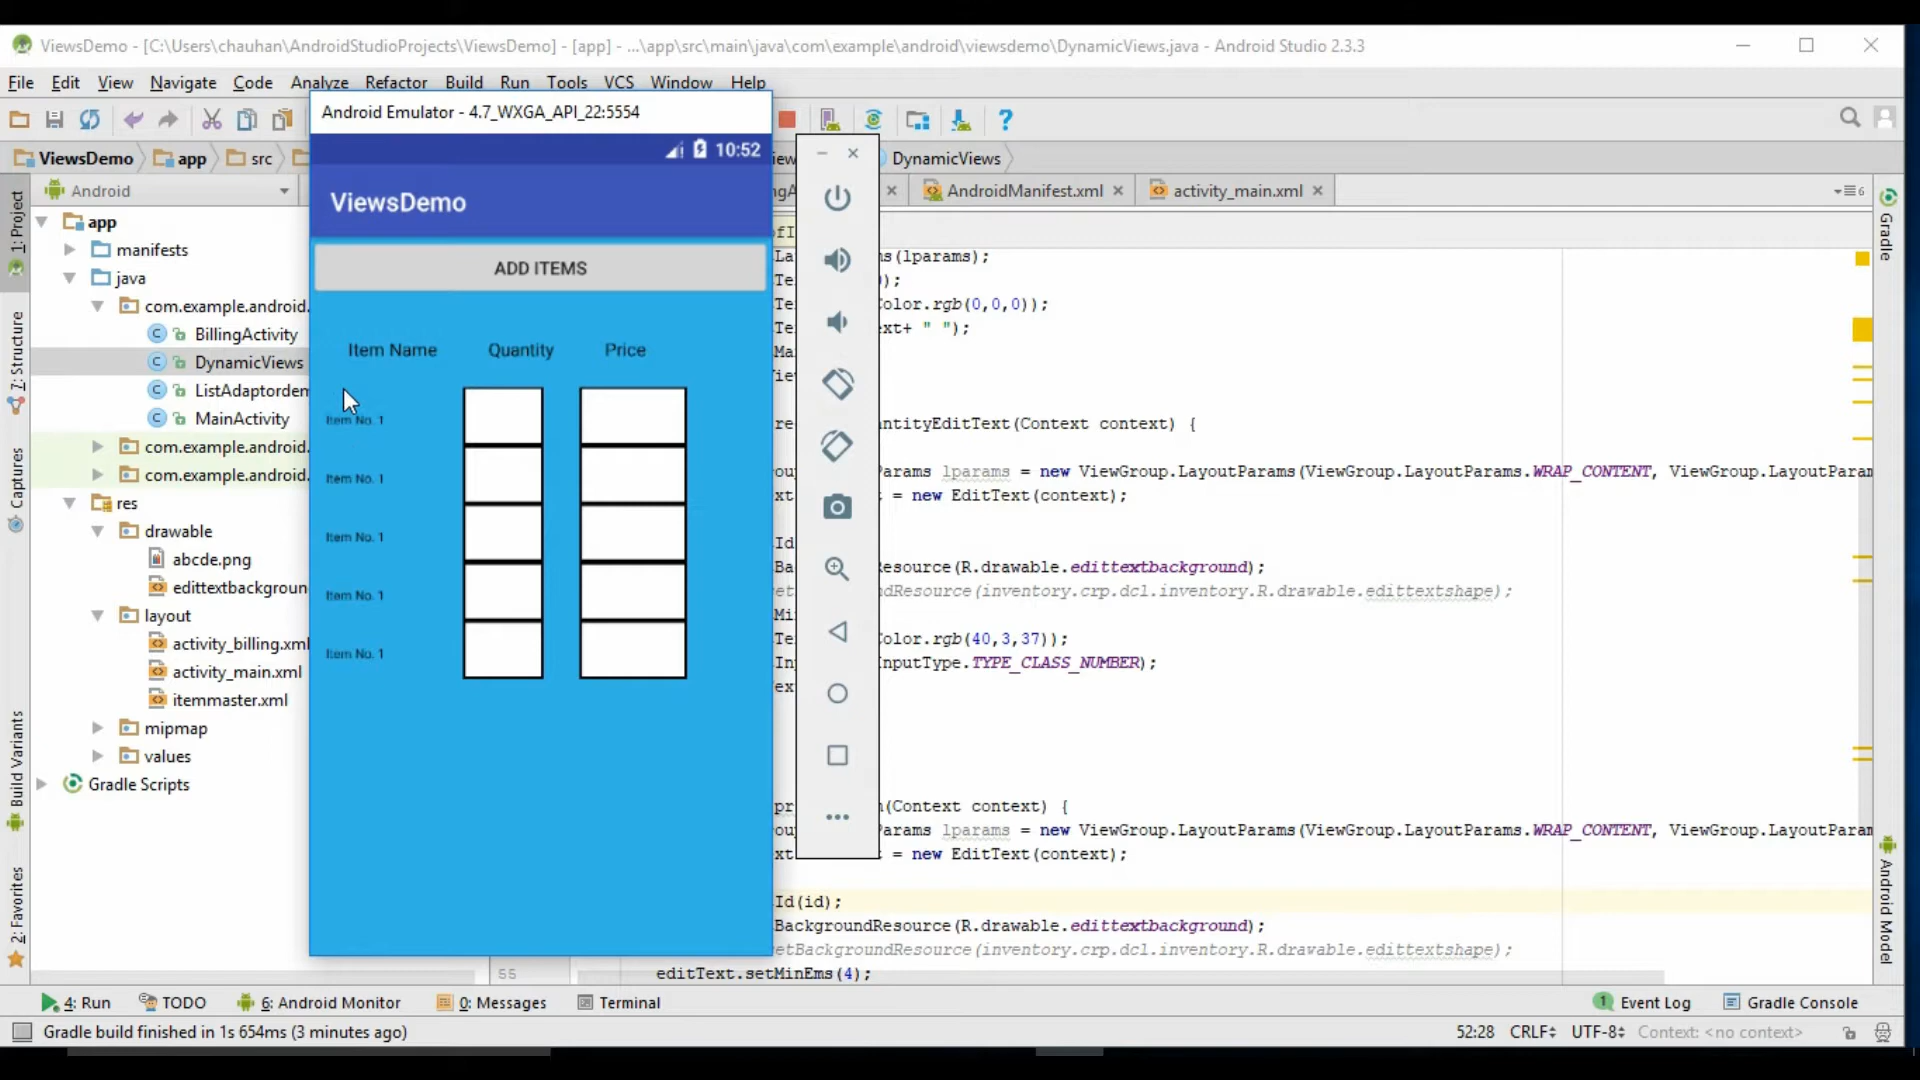 ViewsDemo - [C:\Users\chauhan\AndroidStudioProjects\ViewsDemo] - [app] - ...\app\src\main\java\com\example\android\viewsdemo\DynamicViews.java - Android Studio 2.3.3
File Edit View Navigate Code Analyze Refactor Build Run Tools VCS Window Help
Android Emulator - 4.7_WXGA_API_22:5554
ViewsDemo app src DynamicViews
10:52
Android
AndroidManifest.xml activity_main.xml
6
ViewsDemo
ADD ITEMS
Item Name Quantity Price
Item No. 1
Item No. 1
Item No. 1
Item No. 1
Item No. 1
1: Project
7: Structure
Captures
Build Variants
2: Favorites
app
manifests
java
com.example.android.
BillingActivity
DynamicViews
ListAdaptordem
MainActivity
com.example.android.
com.example.android.
res
drawable
abcde.png
edittextbackgroun
layout
activity_billing.xml
activity_main.xml
itemmaster.xml
mipmap
values
Gradle Scripts
s(lparams);
);
olor.rgb(0,0,0));
xt+ " ");
ntityEditText(Context context) {
Params lparams = new ViewGroup.LayoutParams(ViewGroup.LayoutParams.WRAP_CONTENT, ViewGroup.LayoutParam
= new EditText(context);
esource(R.drawable.edittextbackground);
ndResource(inventory.crp.dcl.inventory.R.drawable.edittextshape);
olor.rgb(40,3,37));
InputType.TYPE_CLASS_NUMBER);
(Context context) {
Params lparams = new ViewGroup.LayoutParams(ViewGroup.LayoutParams.WRAP_CONTENT, ViewGroup.LayoutParam
= new EditText(context);
Id(id);
BackgroundResource(R.drawable.edittextbackground);
etBackgroundResource(inventory.crp.dcl.inventory.R.drawable.edittextshape);
55 editText.setMinEms(4);
Gradle
Android Model
4: Run TODO 6: Android Monitor 0: Messages Terminal 1 Event Log Gradle Console
Gradle build finished in 1s 654ms (3 minutes ago) 52:28 CRLF UTF-8 Context: <no context>